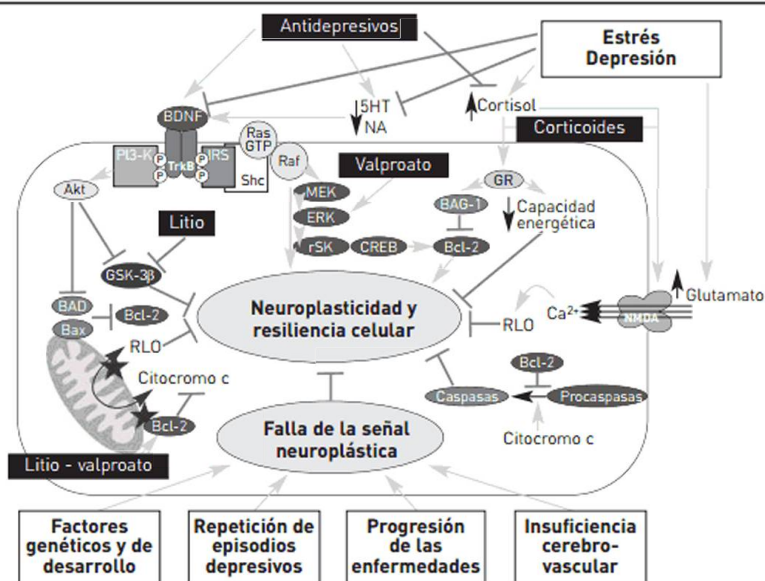 Antidepresivos
Estrés
Depresión
BDNF
5HT
NA
Cortisol
Corticoides
Ras
GTP
PI3-K
P
P
TrkB
P
P
IRS
Shc
Raf
Valproato
Akt
MEK
ERK
GR
BAG-1
Capacidad
energética
Litio
rSK
CREB
Bcl-2
GSK-3β
BAD
Bax
Bcl-2
Neuroplasticidad y
resiliencia celular
RLO
Ca2+
NMDA
Glutamato
RLO
Citocromo c
Bcl-2
Caspasas
Procaspasas
Bcl-2
Falla de la señal
neuroplástica
Citocromo c
Litio - valproato
Factores
genéticos y de
desarrollo
Repetición de
episodios
depresivos
Progresión
de las
enfermedades
Insuficiencia
cerebro-
vascular